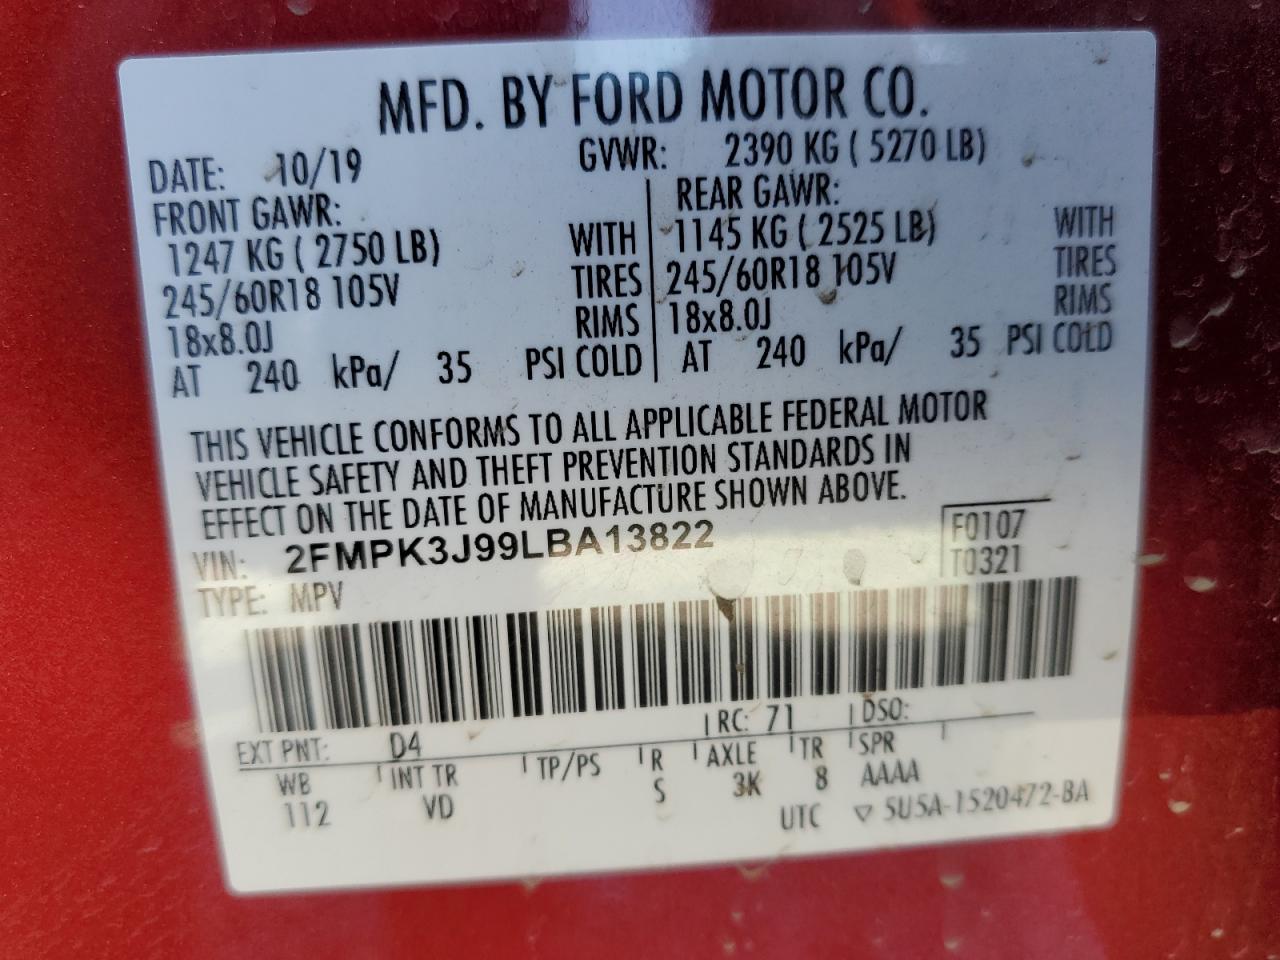 MFD. BY FORD MOTOR CO.
DATE: 10/19 GVWR: 2390 KG ( 5270 LB)
FRONT GAWR: REAR GAWR:
1247 KG ( 2750 LB) WITH 1145 KG ( 2525 LB) WITH
245/60R18 105V TIRES 245/60R18 105V TIRES
18x8.0J RIMS 18x8.0J RIMS
AT 240 kPa/ 35 PSI COLD AT 240 kPa/ 35 PSI COLD
THIS VEHICLE CONFORMS TO ALL APPLICABLE FEDERAL MOTOR
VEHICLE SAFETY AND THEFT PREVENTION STANDARDS IN
EFFECT ON THE DATE OF MANUFACTURE SHOWN ABOVE.
VIN: 2FMPK3J99LBA13822 F0107
TYPE: MPV T0321
EXT PNT: D4 RC: 71 DSO:
WB INT TR TP/PS R AXLE TR SPR
112 VD S 3K 8 AAAA
UTC ▽ 5U5A-1520472-BA